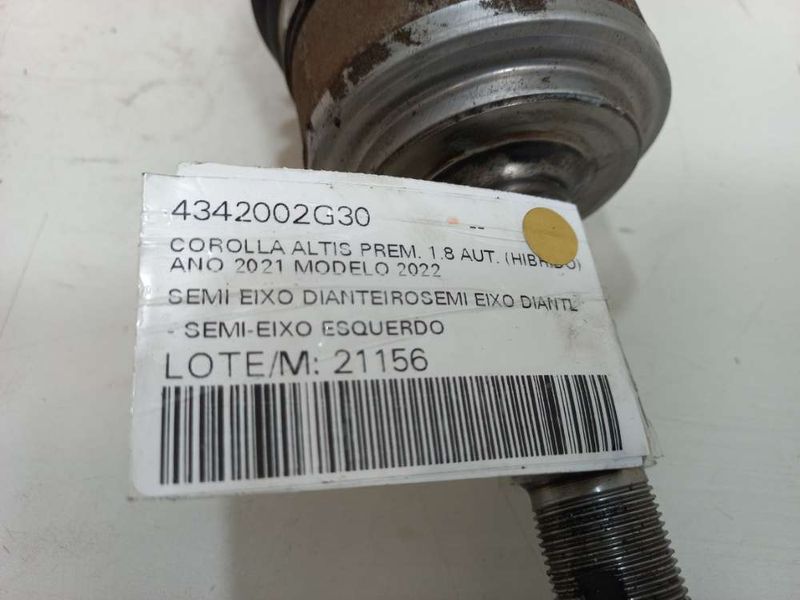 4342002G30
COROLLA ALTIS PREM. 1.8 AUT. (HIBRIDO)
ANO 2021 MODELO 2022
SEMI EIXO DIANTEIROSEMI EIXO DIANTL
- SEMI-EIXO ESQUERDO
LOTE/M: 21156